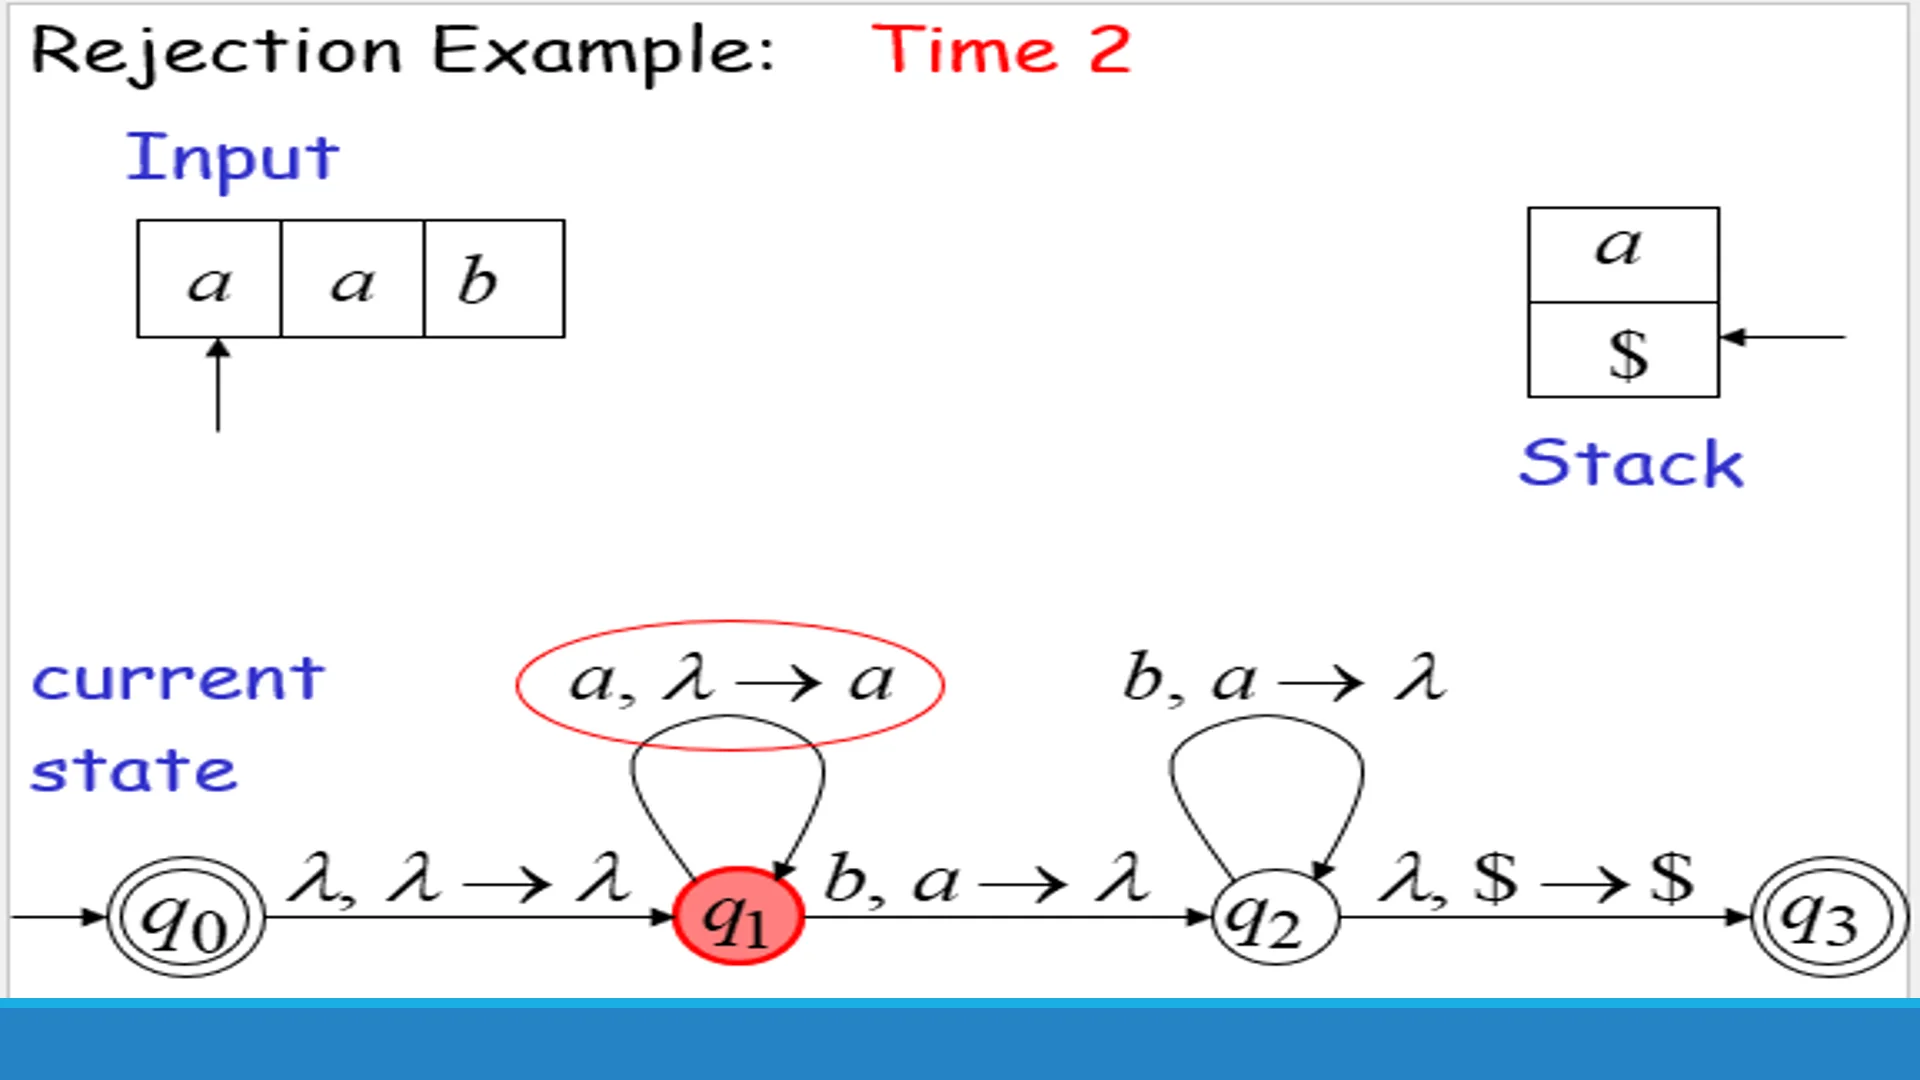 Rejection Example: Time 2
Input
a a b
a
$
Stack
current
state
a, λ → a
b, a → λ
λ, λ → λ
b, a → λ
λ, $ → $
q0 q1 q2 q3